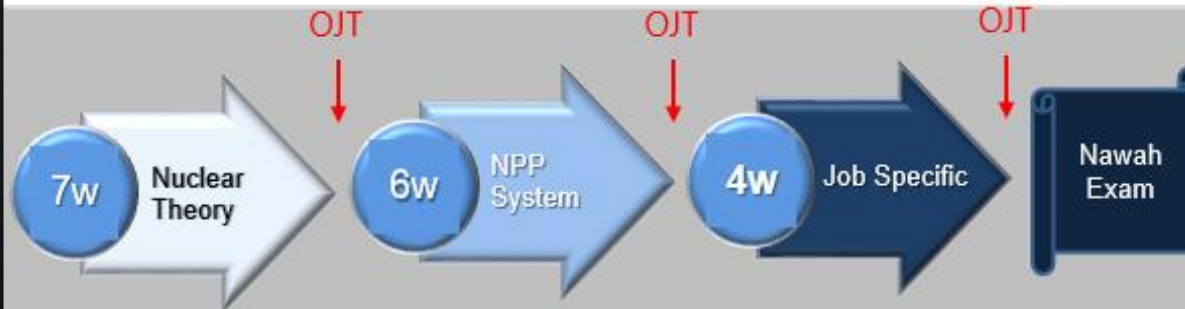 OJT
OJT
OJT
7w
Nuclear
Theory
6w
NPP
System
4w
Job Specific
Nawah
Exam